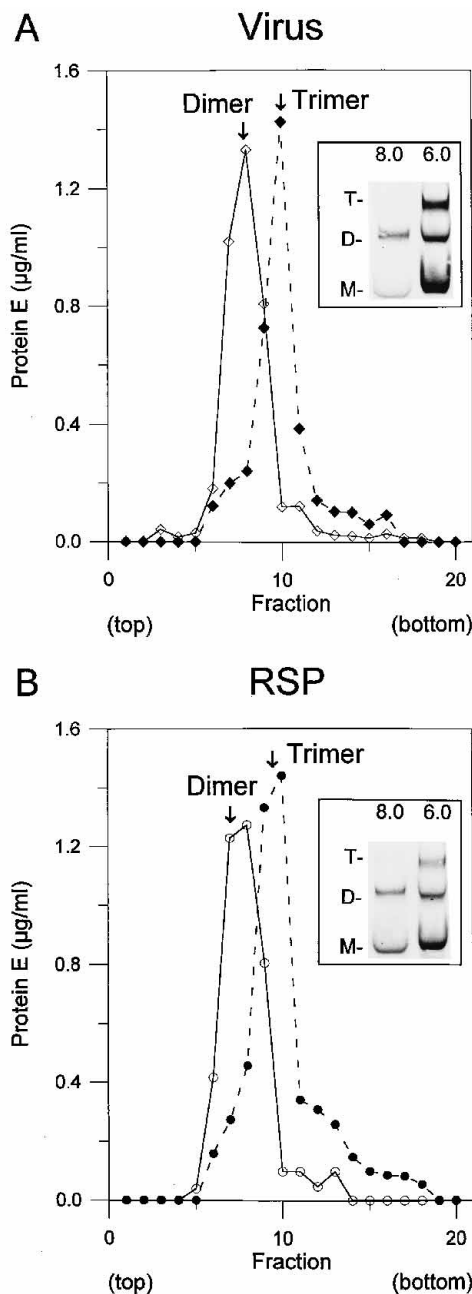 A Virus
1.6
Dimer Trimer
8.0 6.0
T-
D-
M-
1.2
0.8
0.4
0.0
Protein E (µg/ml)
0 10 20
Fraction
(top) (bottom)
B RSP
1.6
Trimer
Dimer
8.0 6.0
T-
D-
M-
1.2
0.8
0.4
0.0
Protein E (µg/ml)
0 10 20
Fraction
(top) (bottom)